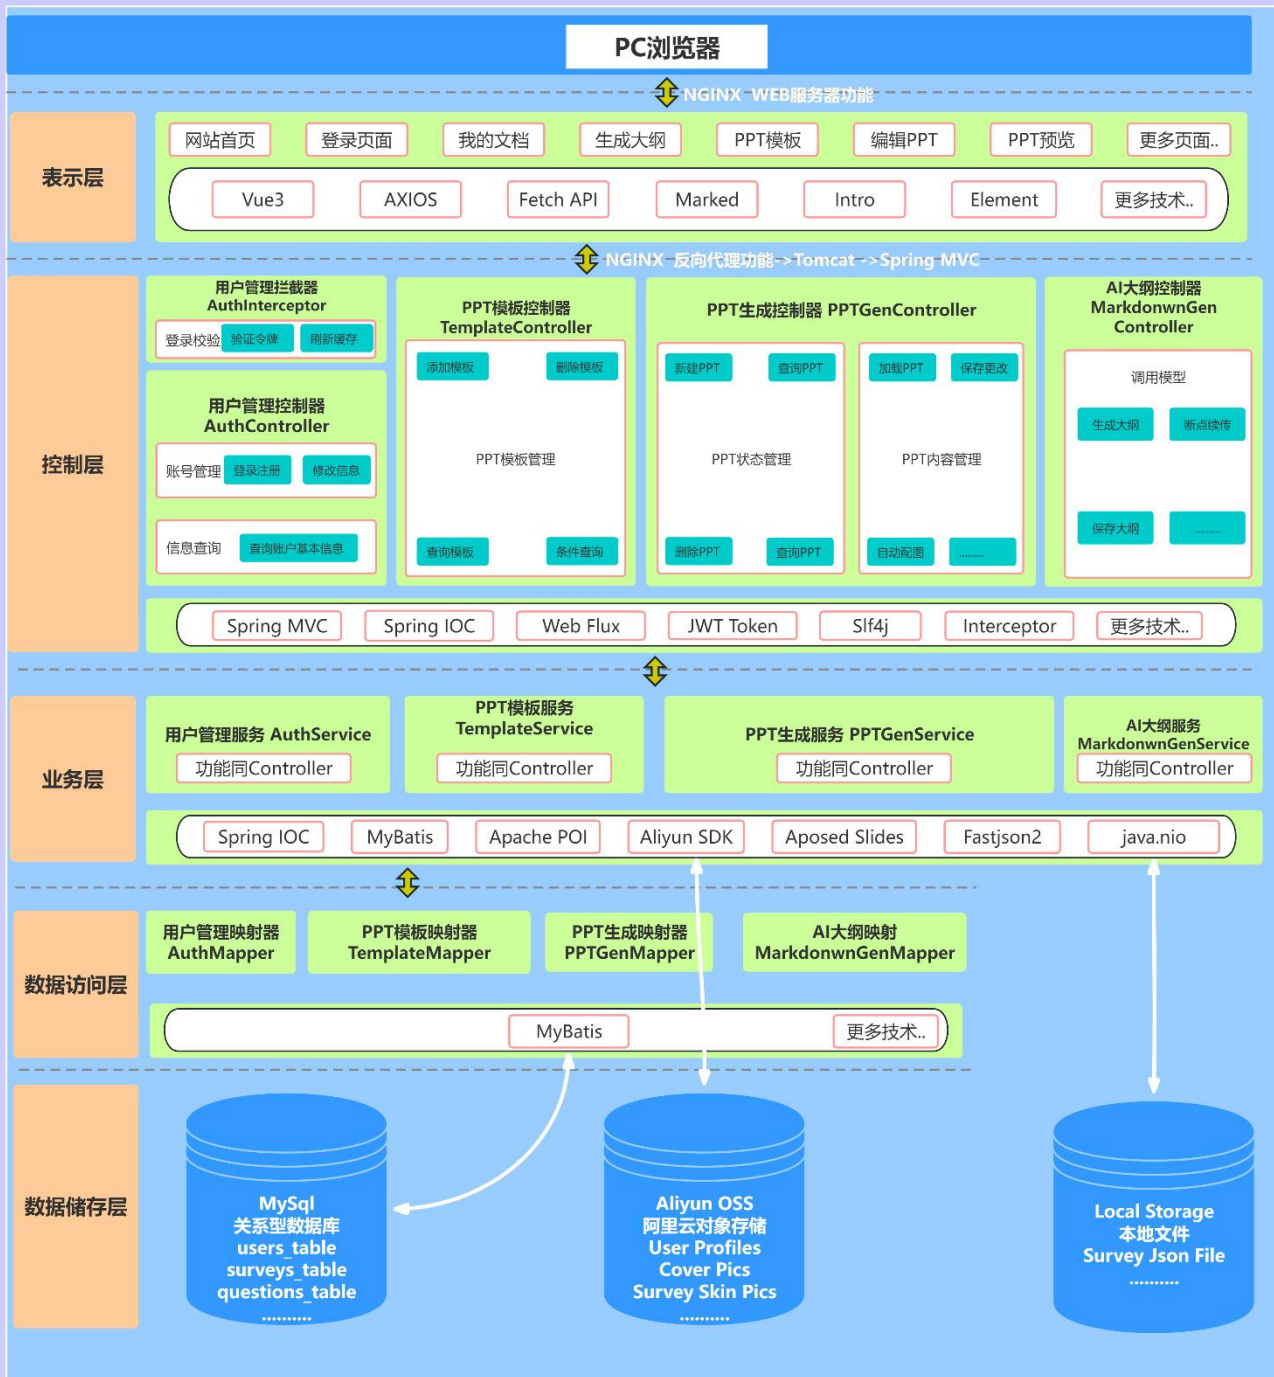 PC浏览器
NGINX  WEB服务器功能
表示层
网站首页
登录页面
我的文档
生成大纲
PPT模板
编辑PPT
PPT预览
更多页面..
Vue3
AXIOS
Fetch API
Marked
Intro
Element
更多技术..
NGINX  反向代理功能->Tomcat ->Spring MVC
控制层
用户管理拦截器
AuthInterceptor
登录校验
验证令牌
刷新缓存
用户管理控制器
AuthController
账号管理
登录注册
修改信息
信息查询
查询账户基本信息
PPT模板控制器
TemplateController
添加模板
删除模板
PPT模板管理
查询模板
条件查询
PPT生成控制器 PPTGenController
新建PPT
查询PPT
PPT状态管理
删除PPT
查询PPT
加载PPT
保存更改
PPT内容管理
自动配图
.........
AI大纲控制器
MarkdonwnGen
Controller
调用模型
生成大纲
断点续传
保存大纲
.........
Spring MVC
Spring IOC
Web Flux
JWT Token
Slf4j
Interceptor
更多技术..
业务层
用户管理服务 AuthService
功能同Controller
PPT模板服务
TemplateService
功能同Controller
PPT生成服务 PPTGenService
功能同Controller
AI大纲服务
MarkdonwnGenService
功能同Controller
Spring IOC
MyBatis
Apache POI
Aliyun SDK
Aposed Slides
Fastjson2
java.nio
数据访问层
用户管理映射器
AuthMapper
PPT模板映射器
TemplateMapper
PPT生成映射器
PPTGenMapper
AI大纲映射
MarkdonwnGenMapper
MyBatis
更多技术..
数据储存层
MySql
关系型数据库
users_table
surveys_table
questions_table
..........
Aliyun OSS
阿里云对象存储
User Profiles
Cover Pics
Survey Skin Pics
..........
Local Storage
本地文件
Survey Json File
..........